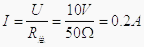 I = U/R总 = 10V/50Ω = 0.2A